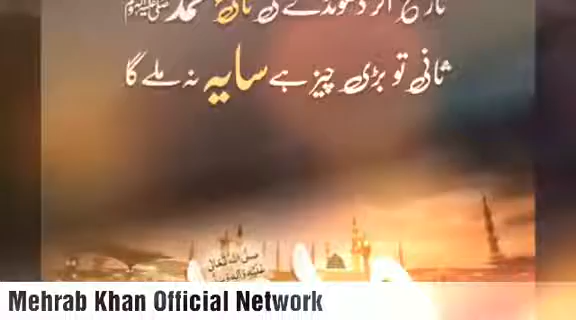 تاریخ اگر ڈھونڈے گی ثانیٔ محمد ﷺ
ثانی تو بڑی چیز ہے سایہ نہ ملے گا
Mehrab Khan Official Network